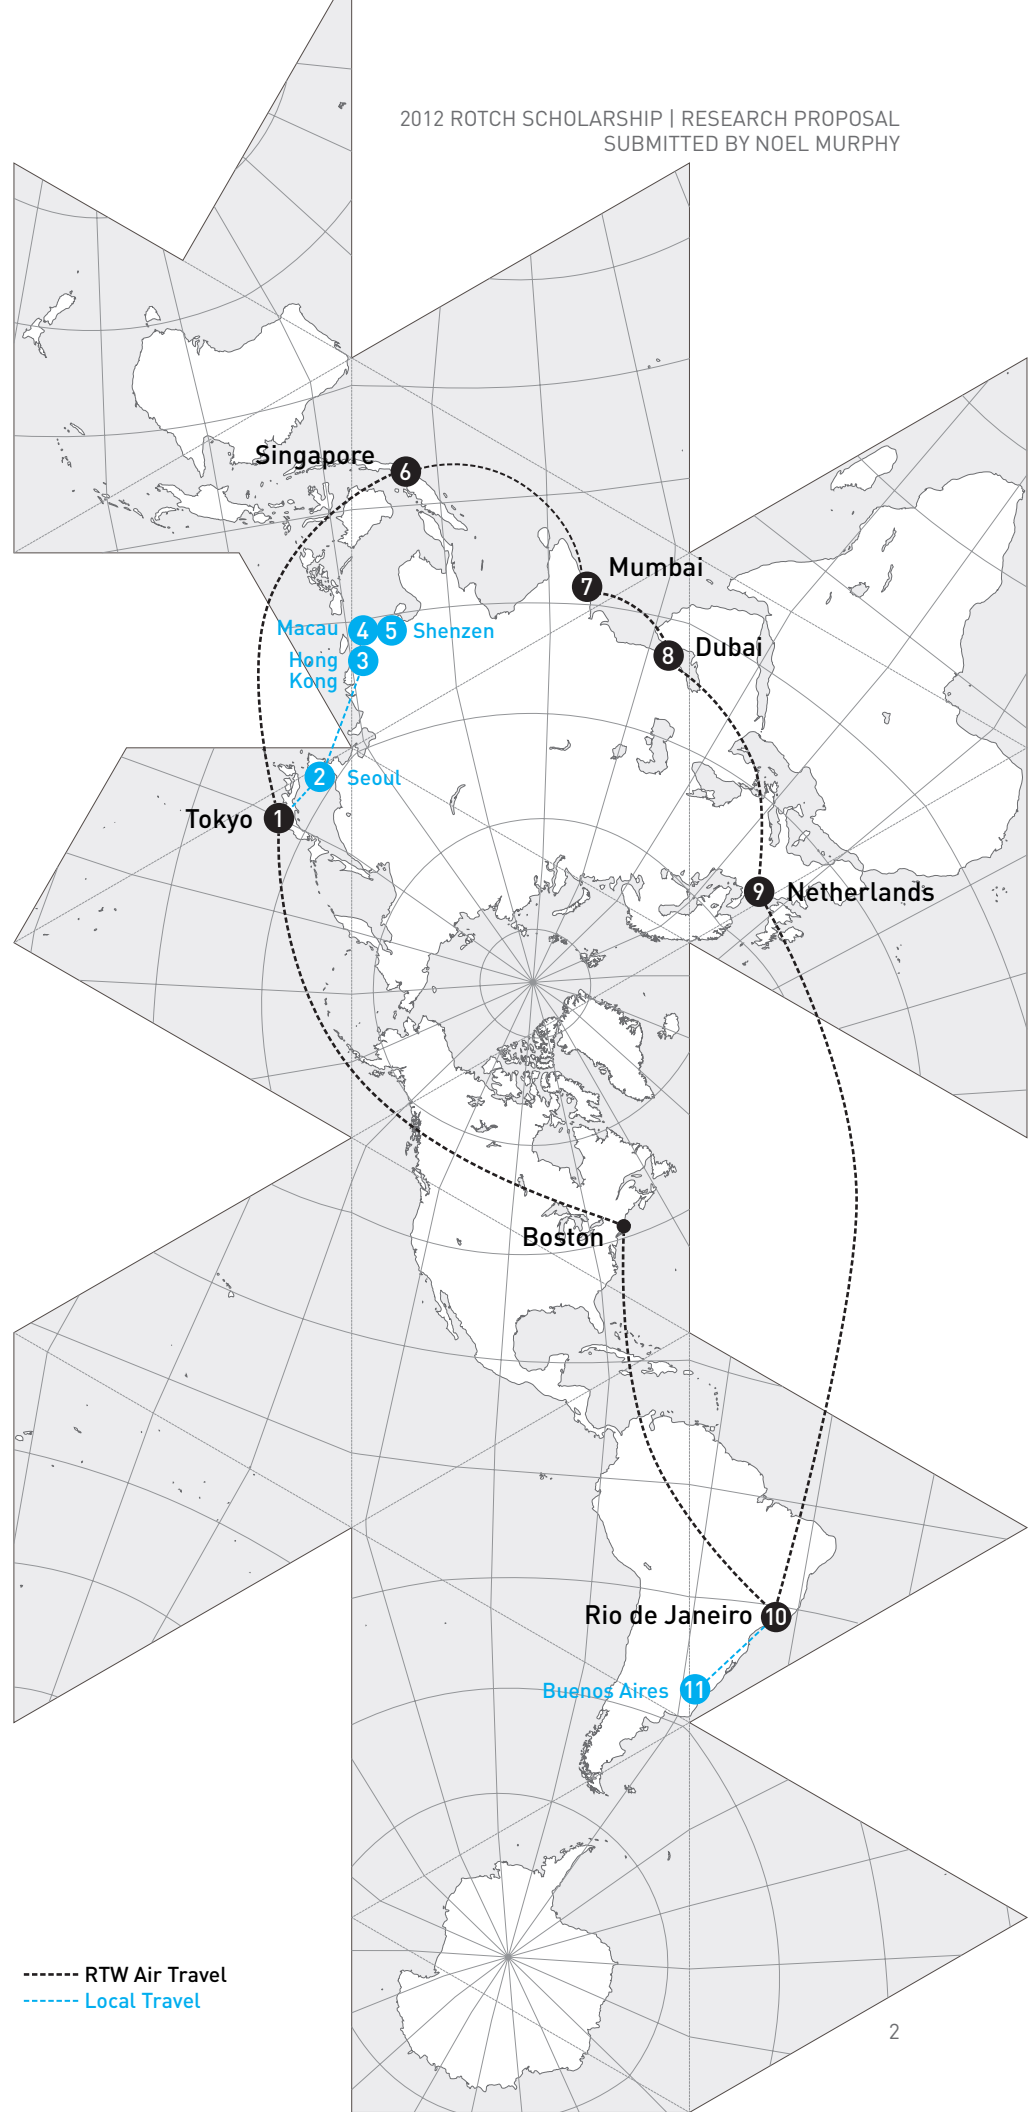 2012 ROTCH SCHOLARSHIP | RESEARCH PROPOSAL
SUBMITTED BY NOEL MURPHY
Singapore 6
7 Mumbai
Macau 4 5 Shenzen
8 Dubai
Hong
Kong 3
2 Seoul
Tokyo 1
9 Netherlands
Boston
Rio de Janeiro 10
Buenos Aires 11
RTW Air Travel
Local Travel
2